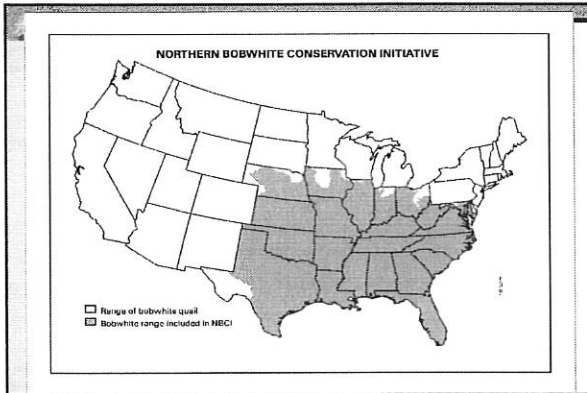 NORTHERN BOBWHITE CONSERVATION INITIATIVE
Range of bobwhite quail
Bobwhite range included in NBCI